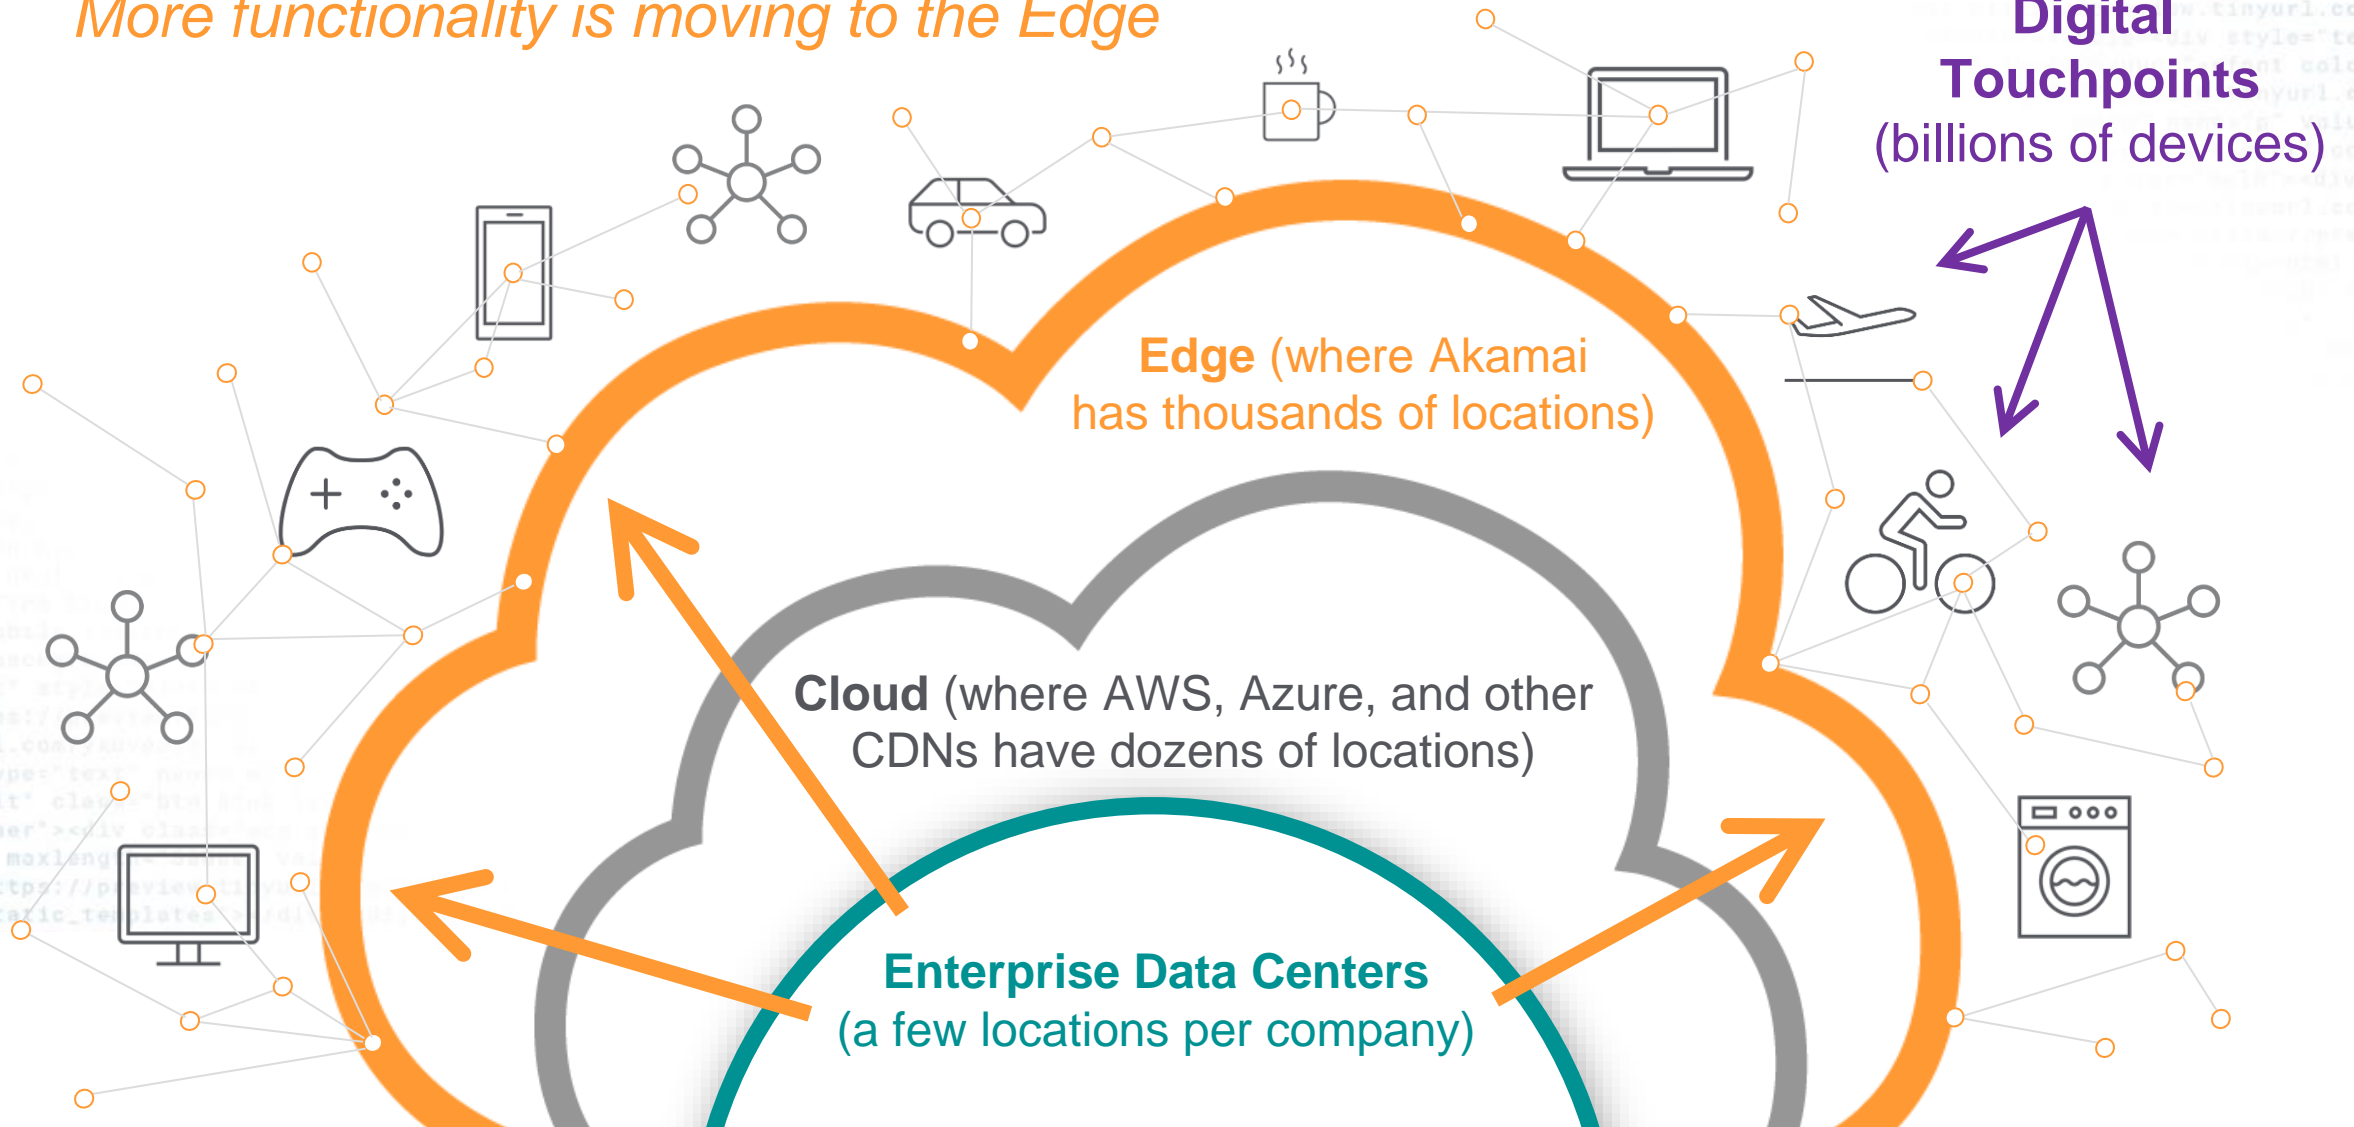 More functionality is moving to the Edge
Digital
Touchpoints
(billions of devices)
Edge (where Akamai
has thousands of locations)
Cloud (where AWS, Azure, and other
CDNs have dozens of locations)
Enterprise Data Centers
(a few locations per company)